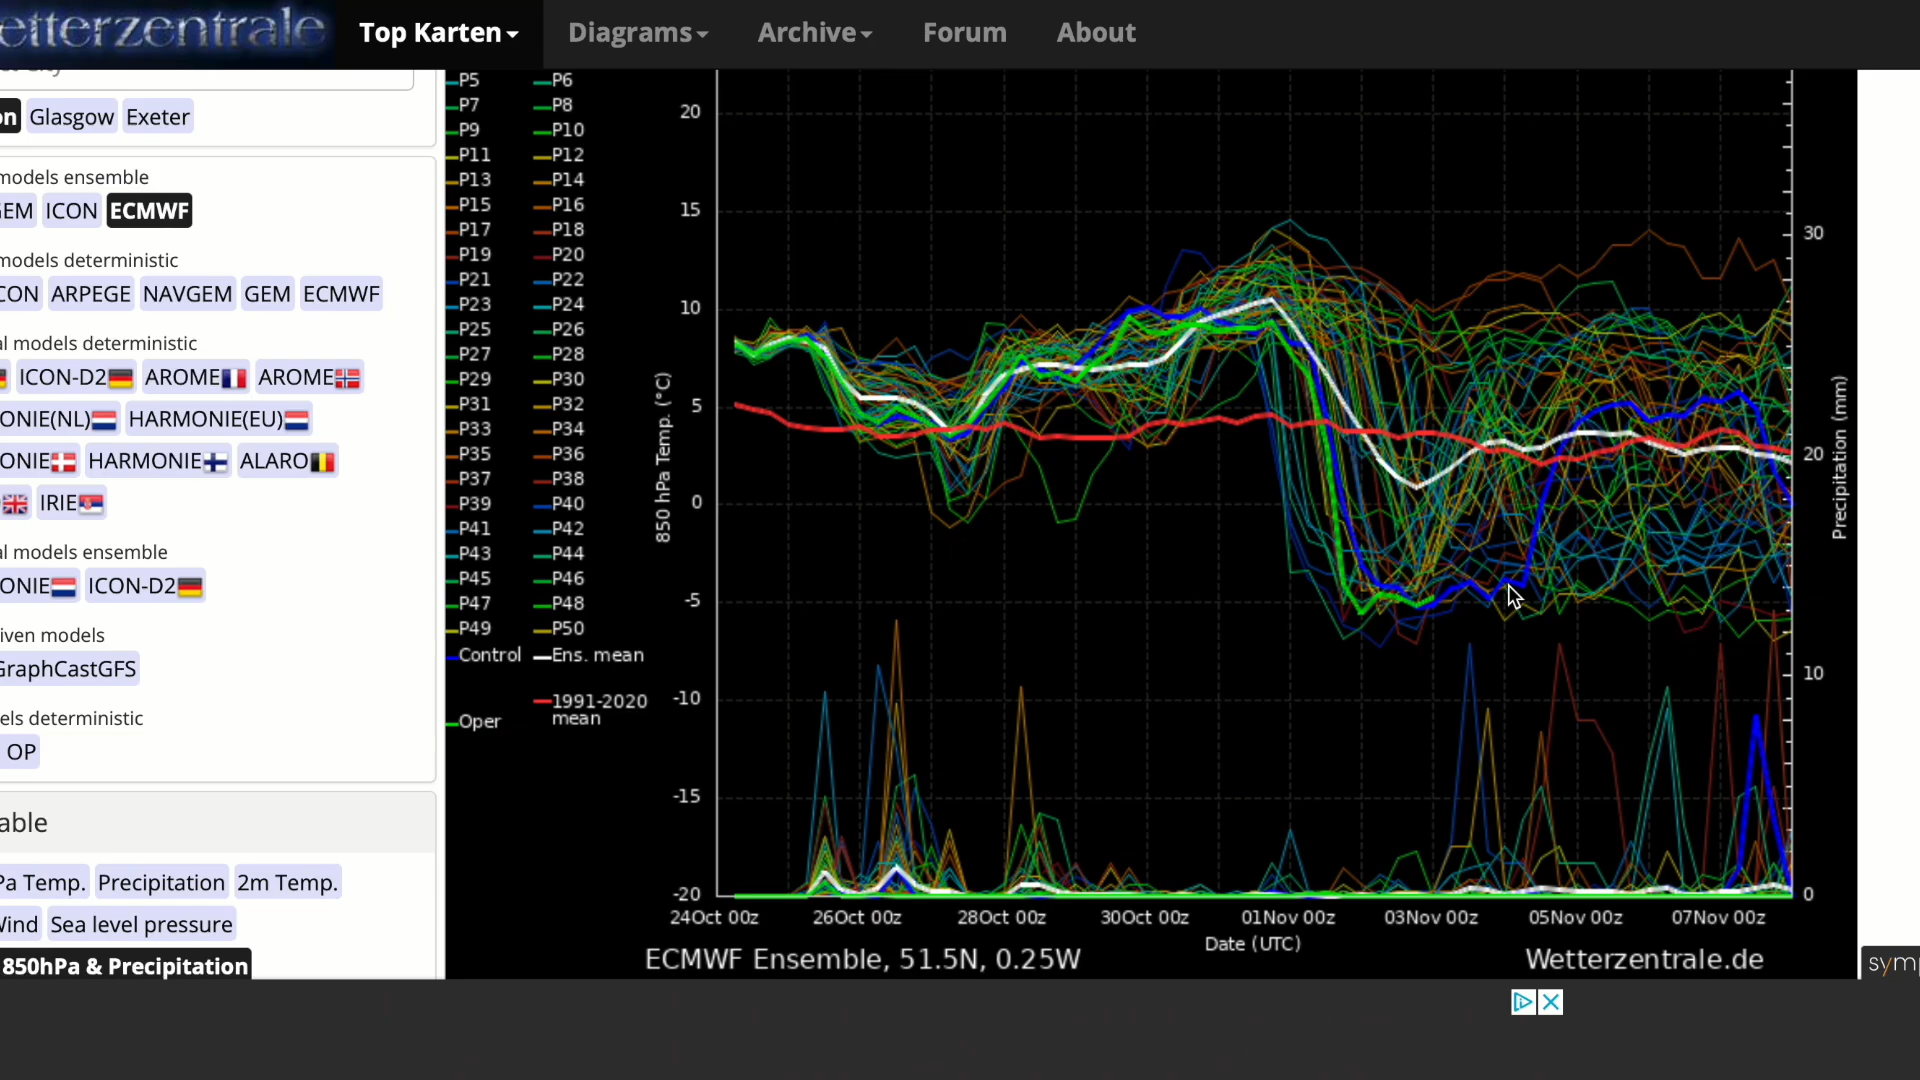 etterzentrale
Top Karten
Diagrams
Archive
Forum
About
on
Glasgow
Exeter
models ensemble
GEM
ICON
ECMWF
models deterministic
CON
ARPEGE
NAVGEM
GEM
ECMWF
al models deterministic
ICON-D2
AROME
AROME
ONIE(NL)
HARMONIE(EU)
ONIE
HARMONIE
ALARO
IRIE
al models ensemble
ONIE
ICON-D2
iven models
GraphCastGFS
els deterministic
OP
able
Pa Temp.
Precipitation
2m Temp.
Wind
Sea level pressure
850hPa & Precipitation
P5 P6
P7 P8
P9 P10
P11 P12
P13 P14
P15 P16
P17 P18
P19 P20
P21 P22
P23 P24
P25 P26
P27 P28
P29 P30
P31 P32
P33 P34
P35 P36
P37 P38
P39 P40
P41 P42
P43 P44
P45 P46
P47 P48
P49 P50
Control Ens. mean
Oper 1991-2020
mean
850 hPa Temp. (°C)
20
15
10
5
0
-5
-10
-15
-20
30
20
10
0
Precipitation (mm)
24Oct 00z 26Oct 00z 28Oct 00z 30Oct 00z 01Nov 00z 03Nov 00z 05Nov 00z 07Nov 00z
Date (UTC)
ECMWF Ensemble, 51.5N, 0.25W
Wetterzentrale.de
symp